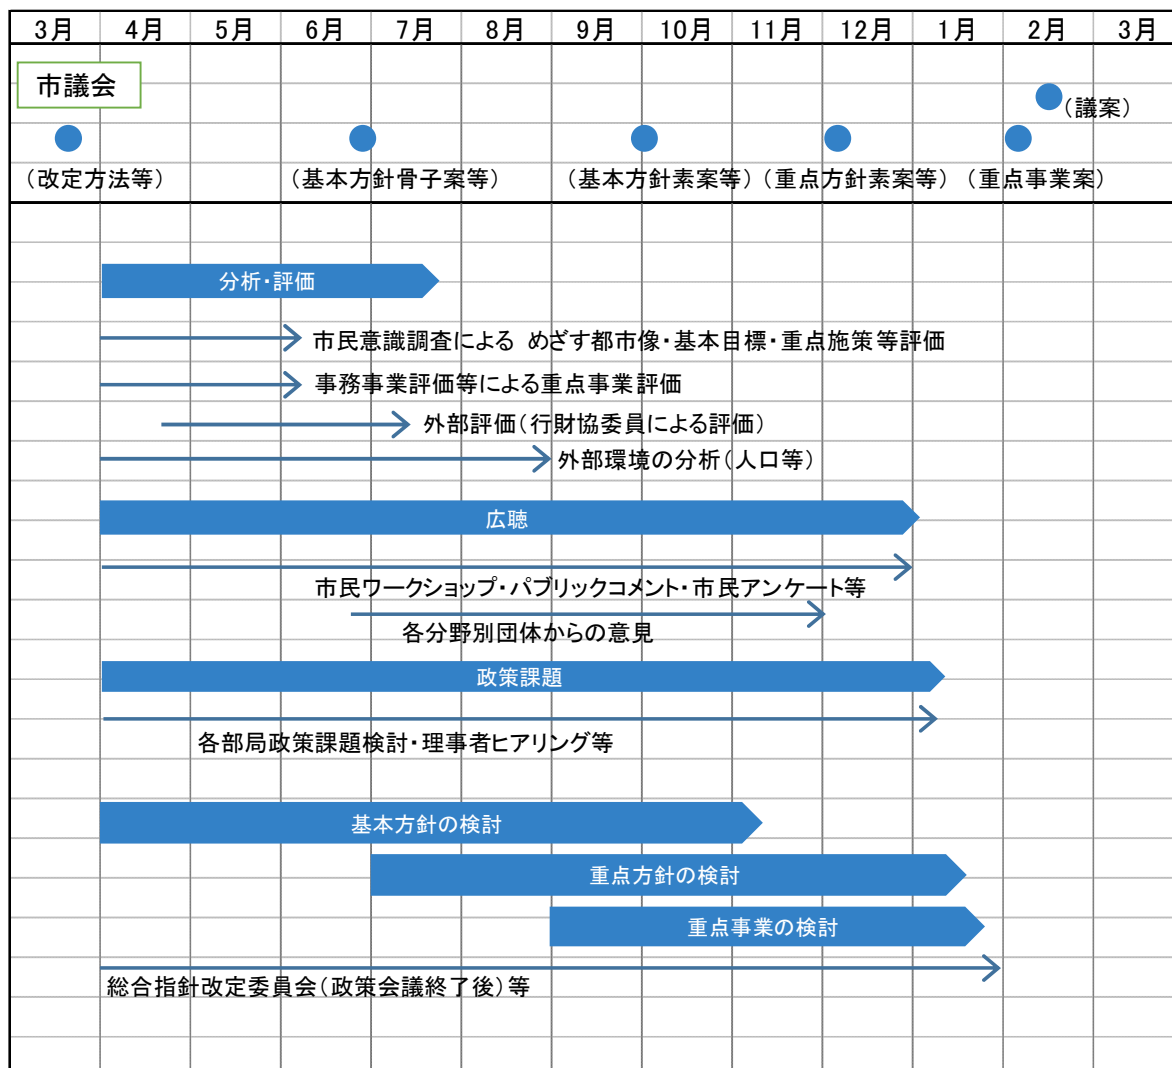 3月 4月 5月 6月 7月 8月 9月 10月 11月 12月 1月 2月 3月
市議会
(議案)
(改定方法等) (基本方針骨子案等) (基本方針素案等) (重点方針素案等) (重点事業案)
分析・評価
市民意識調査による めざす都市像・基本目標・重点施策等評価
事務事業評価等による重点事業評価
外部評価(行財協委員による評価)
外部環境の分析(人口等)
広聴
市民ワークショップ・パブリックコメント・市民アンケート等
各分野別団体からの意見
政策課題
各部局政策課題検討・理事者ヒアリング等
基本方針の検討
重点方針の検討
重点事業の検討
総合指針改定委員会(政策会議終了後)等